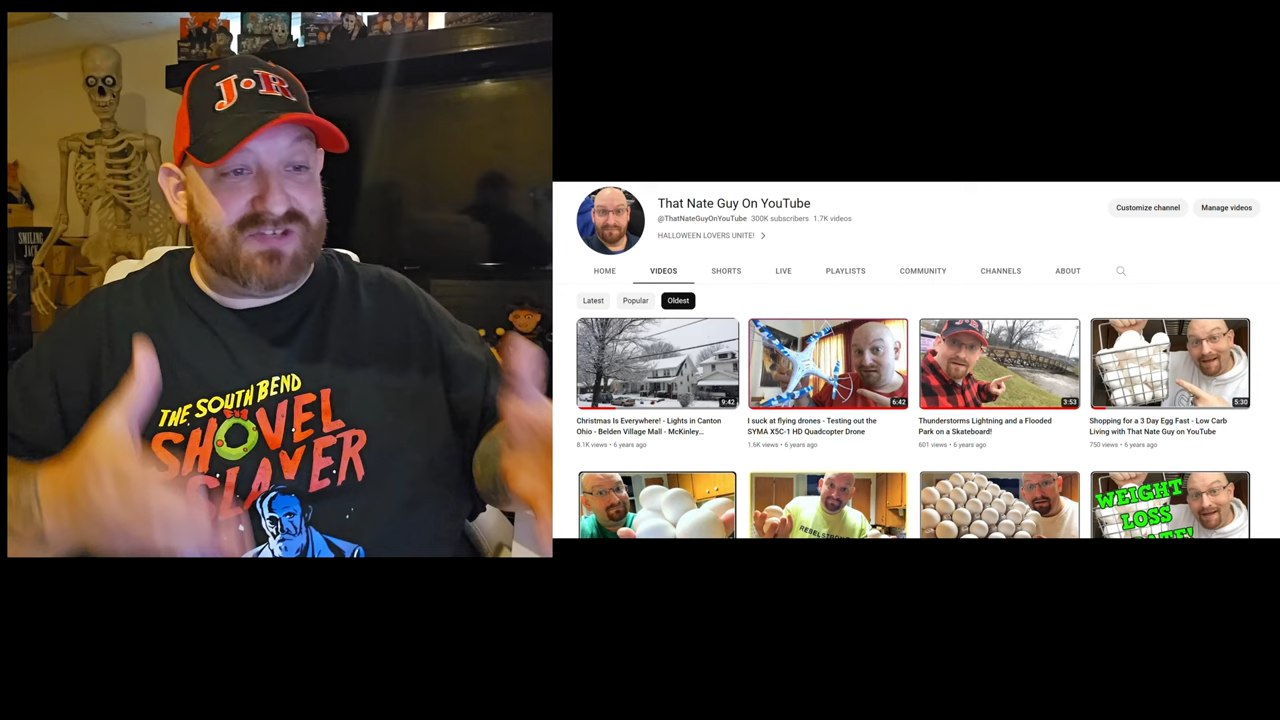 J·R
SMILING
JACK
THE SOUTH BEND
SHOVEL
SLAYER
That Nate Guy On YouTube
@ThatNateGuyOnYouTube 300K subscribers 1.7K videos
HALLOWEEN LOVERS UNITE!
Customize channel
Manage videos
HOME VIDEOS SHORTS LIVE PLAYLISTS COMMUNITY CHANNELS ABOUT
Latest Popular Oldest
9:42
Christmas Is Everywhere! - Lights in Canton
Ohio - Belden Village Mall - McKinley...
8.1K views • 6 years ago
6:42
I suck at flying drones - Testing out the
SYMA X5C-1 HD Quadcopter Drone
1.6K views • 6 years ago
3:53
Thunderstorms Lightning and a Flooded
Park on a Skateboard!
601 views • 6 years ago
5:30
Shopping for a 3 Day Egg Fast - Low Carb
Living with That Nate Guy on YouTube
750 views • 6 years ago
REBELSTRON
WEIGHT
LOSS